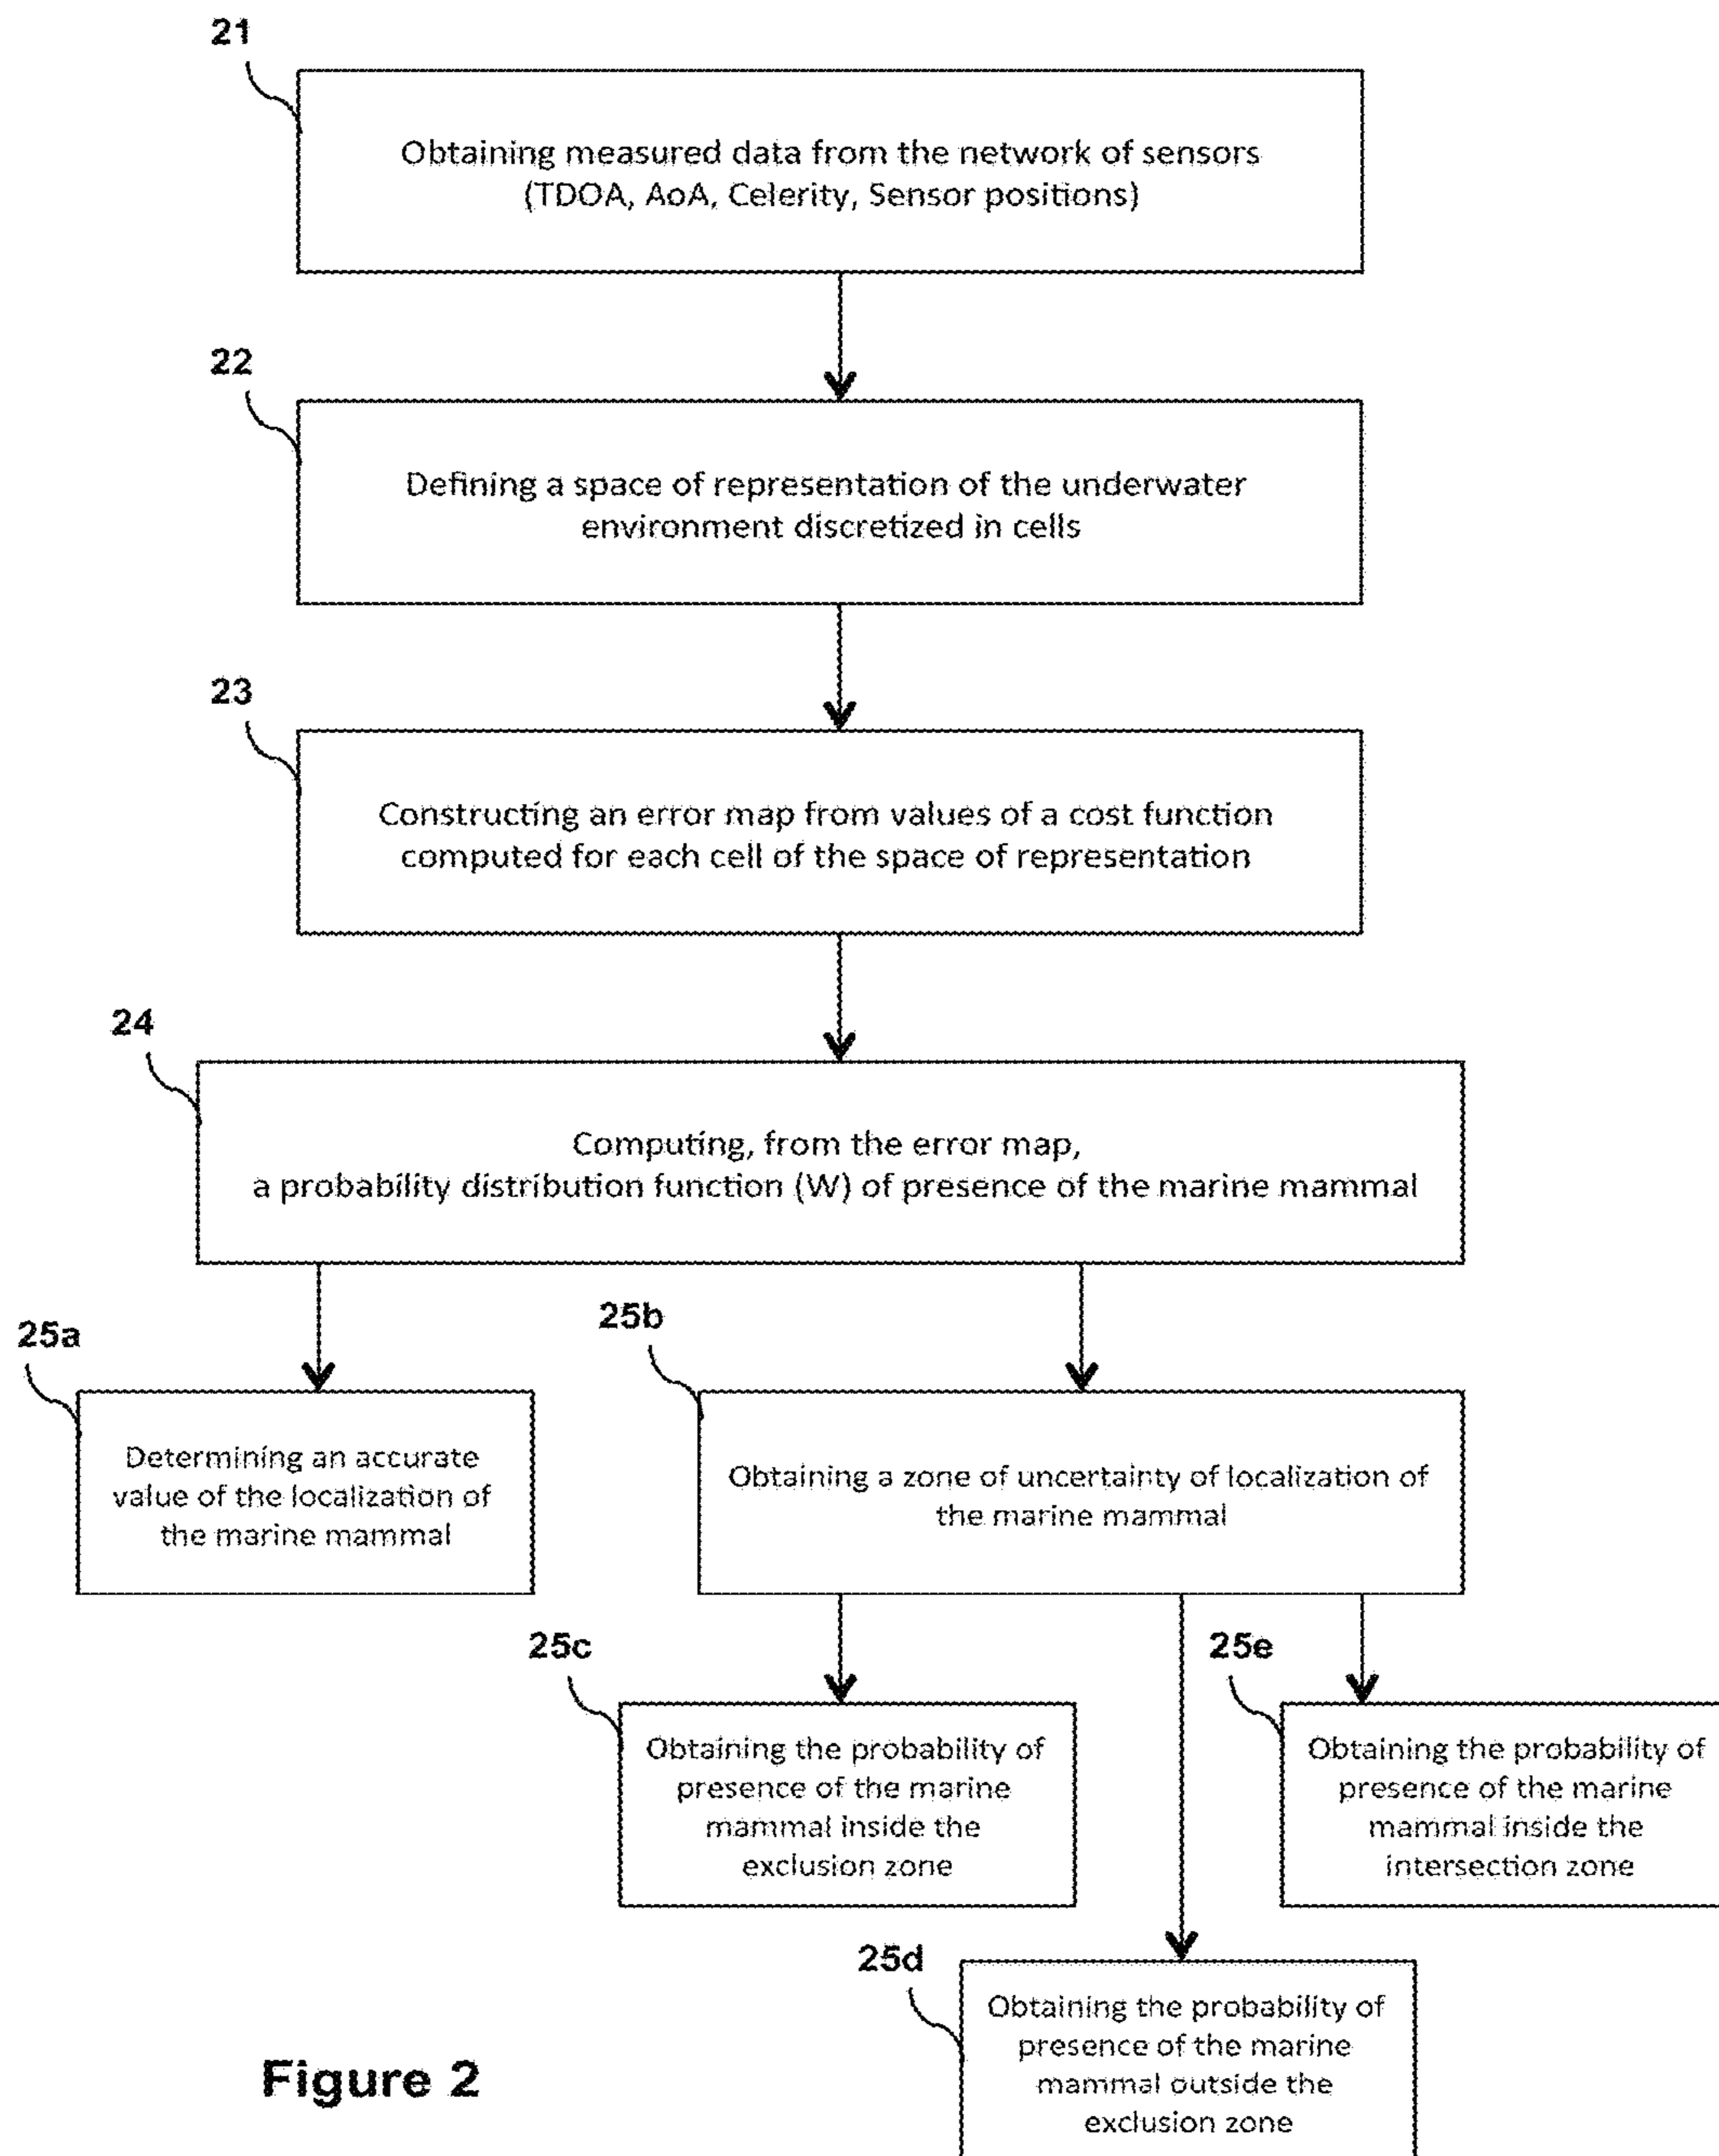 21
Obtaining measured data from the network of sensors
(TDOA, AoA, Celerity, Sensor positions)
22
Defining a space of representation of the underwater
environment discretized in cells
23
Constructing an error map from values of a cost function
computed for each cell of the space of representation
24
Computing, from the error map,
a probability distribution function (W) of presence of the marine mammal
25a
Determining an accurate
value of the localization of
the marine mammal
25b
Obtaining a zone of uncertainty of localization of
the marine mammal
25c
Obtaining the probability of
presence of the marine
mammal inside the
exclusion zone
25e
Obtaining the probability of
presence of the marine
mammal inside the
intersection zone
25d
Obtaining the probability of
presence of the marine
mammal outside the
exclusion zone
Figure 2